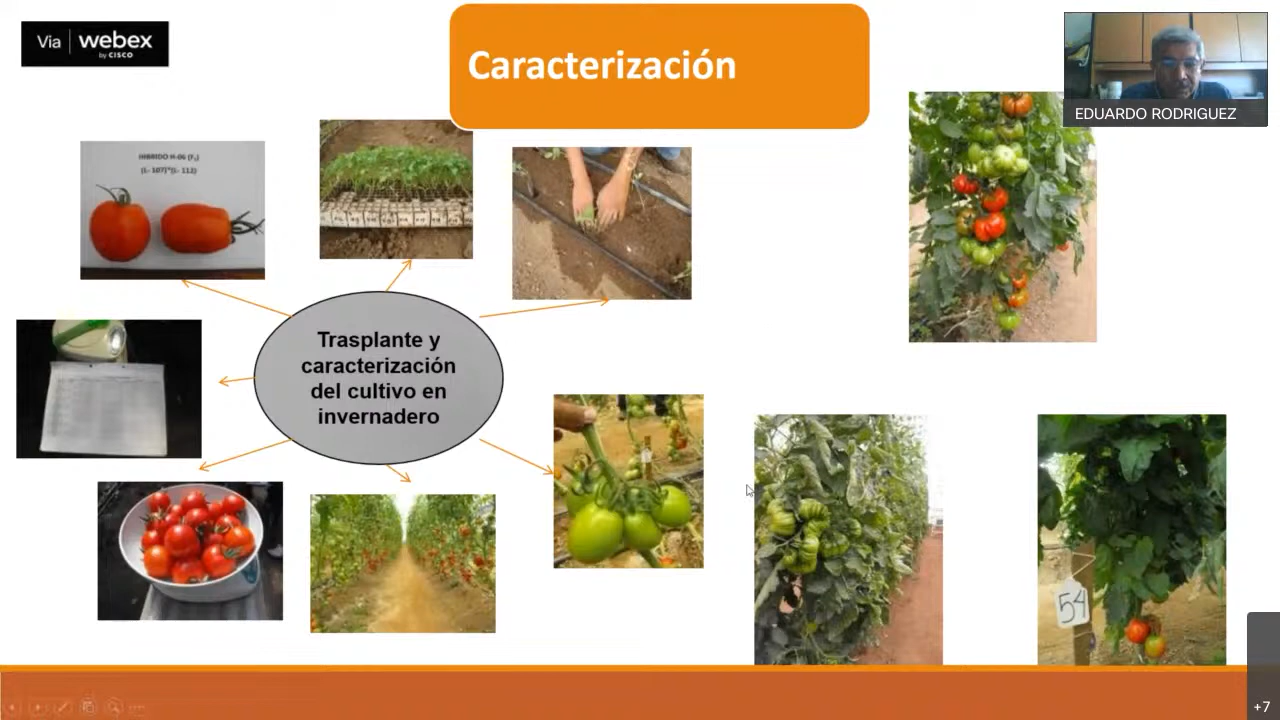 Via | webex
by CISCO
Caracterización
EDUARDO RODRIGUEZ
HIBRIDO H-06 (F₁)
(L- 107)*(L- 112)
Trasplante y
caracterización
del cultivo en
invernadero
54
+7